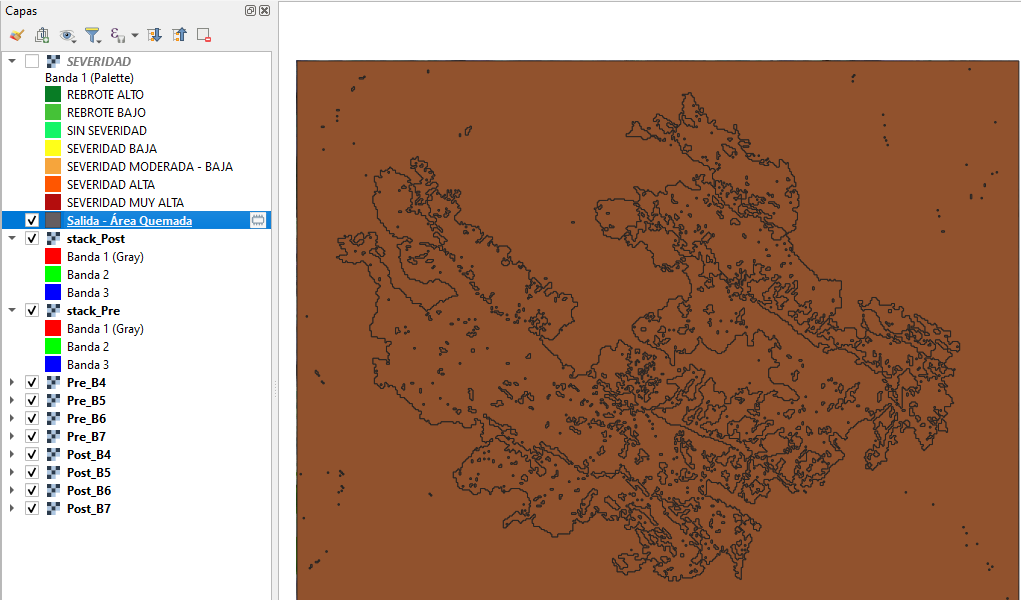 Capas
SEVERIDAD
Banda 1 (Palette)
REBROTE ALTO
REBROTE BAJO
SIN SEVERIDAD
SEVERIDAD BAJA
SEVERIDAD MODERADA - BAJA
SEVERIDAD ALTA
SEVERIDAD MUY ALTA
Salida - Área Quemada
stack_Post
Banda 1 (Gray)
Banda 2
Banda 3
stack_Pre
Banda 1 (Gray)
Banda 2
Banda 3
Pre_B4
Pre_B5
Pre_B6
Pre_B7
Post_B4
Post_B5
Post_B6
Post_B7